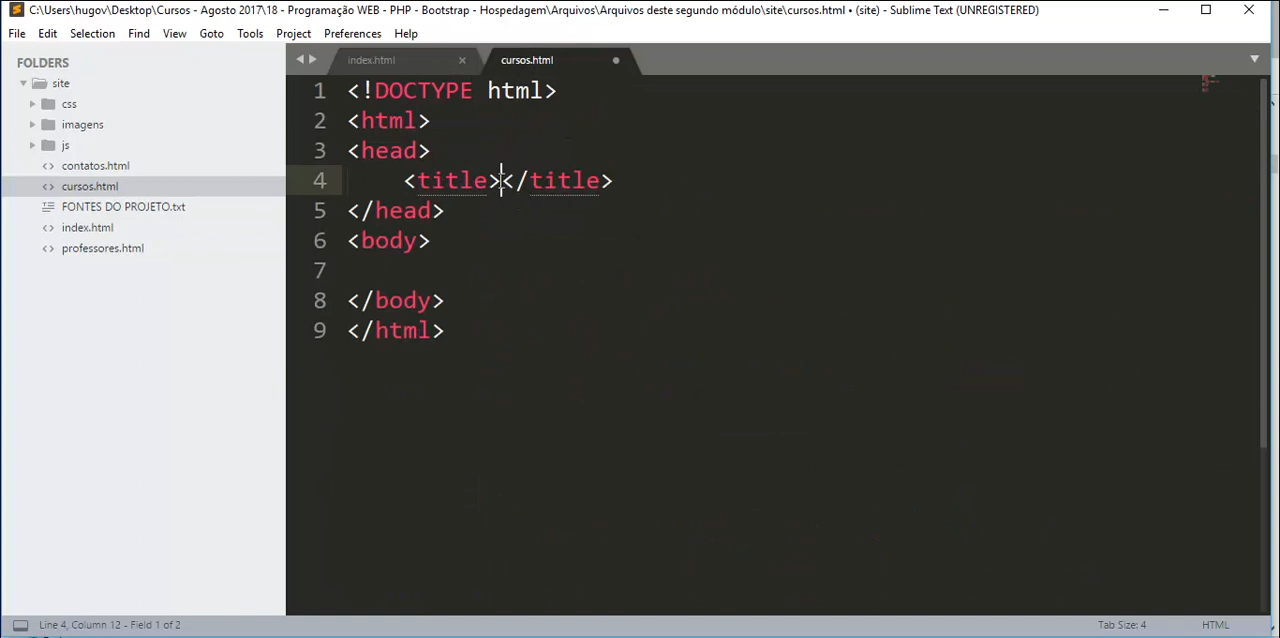 C:\Users\hugov\Desktop\Cursos - Agosto 2017\18 - Programação WEB - PHP - Bootstrap - Hospedagem\Arquivos\Arquivos deste segundo módulo\site\cursos.html • (site) - Sublime Text (UNREGISTERED)
File Edit Selection Find View Goto Tools Project Preferences Help
FOLDERS
site
css
imagens
js
contatos.html
cursos.html
FONTES DO PROJETO.txt
index.html
professores.html
index.html cursos.html
1 <!DOCTYPE html>
2 <html>
3 <head>
4 <title></title>
5 </head>
6 <body>
7
8 </body>
9 </html>
Line 4, Column 12 - Field 1 of 2 Tab Size: 4 HTML